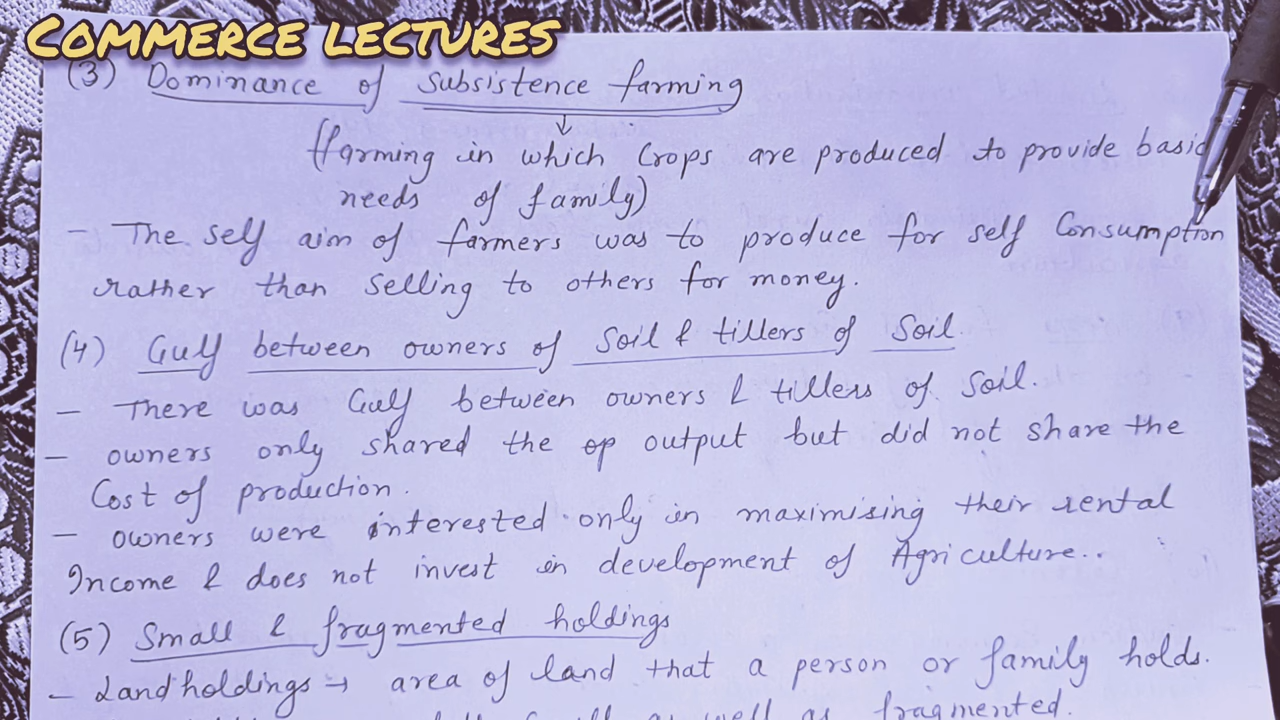 COMMERCE LECTURES
(3) Dominance of subsistence farming
(farming in which crops are produced to provide basic
needs of family)
- The self aim of farmers was to produce for self Consumption
rather than selling to others for money.
(4) Gulf between owners of soil & tillers of soil.
- There was Gulf between owners & tillers of soil.
- owners only shared the op output but did not share the
Cost of production.
- owners were interested only in maximising their rental
Income & does not invest in development of Agriculture..
(5) Small & fragmented holdings
- Landholdings → area of land that a person or family holds.
as well as fragmented.